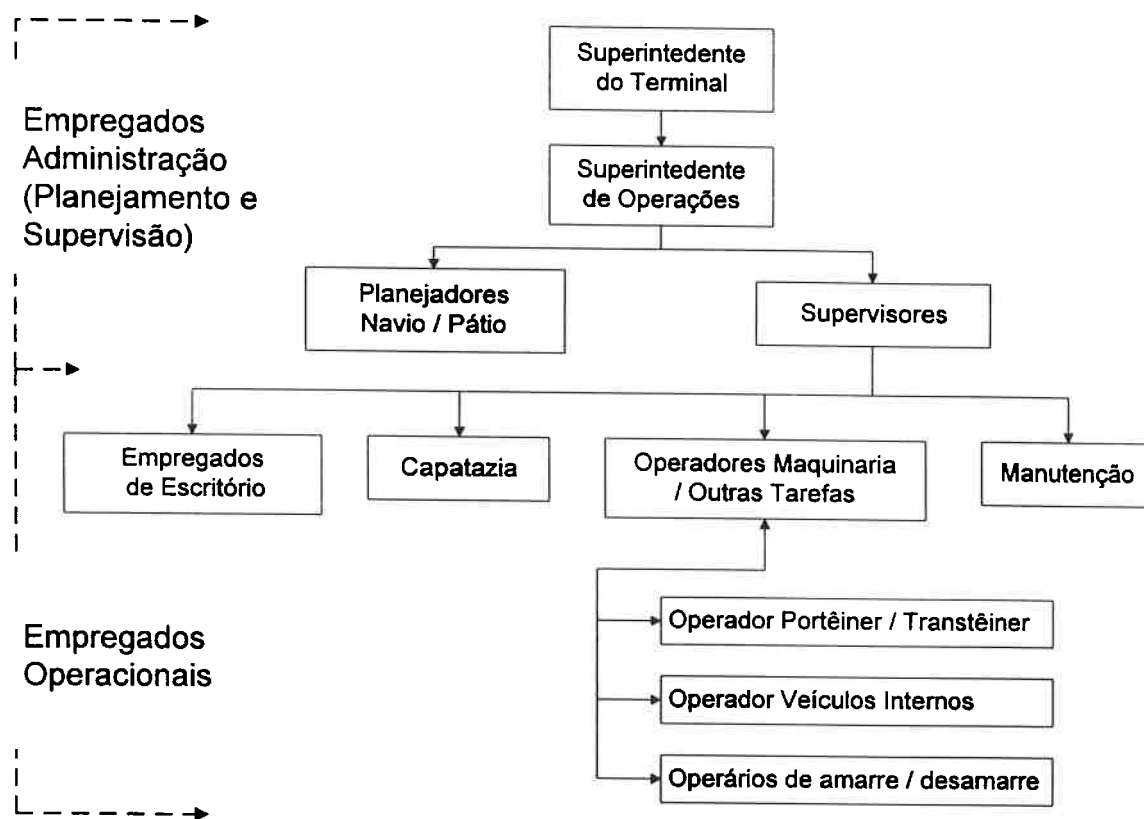 Superintedente
do Terminal
Empregados
Administração
(Planejamento e
Supervisão)
Superintedente
de Operações
Planejadores
Navio / Pátio
Supervisores
Empregados
de Escritório
Capatazia
Operadores Maquinaria
/ Outras Tarefas
Manutenção
Empregados
Operacionais
Operador Portêiner / Transtêiner
Operador Veículos Internos
Operários de amarre / desamarre